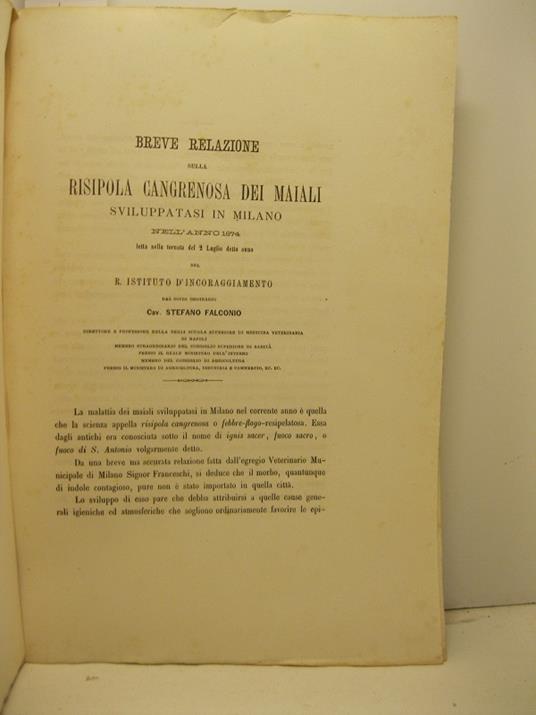 BREVE RELAZIONE
SULLA
RISIPOLA CANGRENOSA DEI MAIALI
SVILUPPATASI IN MILANO
NELL'ANNO 1874
letta nella tornata del 2 Luglio detto anno
NEL
R. ISTITUTO D'INCORAGGIAMENTO
DAL SOCIO ORDINARIO
CAV. STEFANO FALCONIO
DIRETTORE E PROFESSORE DELLA REGIA SCUOLA SUPERIORE DI MEDICINA VETERINARIA
DI NAPOLI
MEMBRO STRAORDINARIO DEL CONSIGLIO SUPERIORE DI SANITÀ
PRESSO IL REALE MINISTERO DELL'INTERNO
MEMBRO DEL CONSIGLIO DI AGRICOLTURA
PRESSO IL MINISTERO DI AGRICOLTURA, INDUSTRIA E COMMERCIO, EC. EC.
La malattia dei maiali sviluppatasi in Milano nel corrente anno è quella
che la scienza appella risipola cangrenosa o febbre-flogo-resipelatosa. Essa
dagli antichi era conosciuta sotto il nome di ignis sacer, fuoco sacro, o
fuoco di S. Antonio volgarmente detto.
Da una breve ma accurata relazione fatta dall'egregio Veterinario Mu-
nicipale di Milano Signor Franceschi, si deduce che il morbo, quantunque
di indole contagioso, pure non è stato importato in quella città.
Lo sviluppo di esso pare che debba attribuirsi a quelle cause gene-
rali igieniche ed atmosferiche che sogliono ordinariamente favorire le epi-